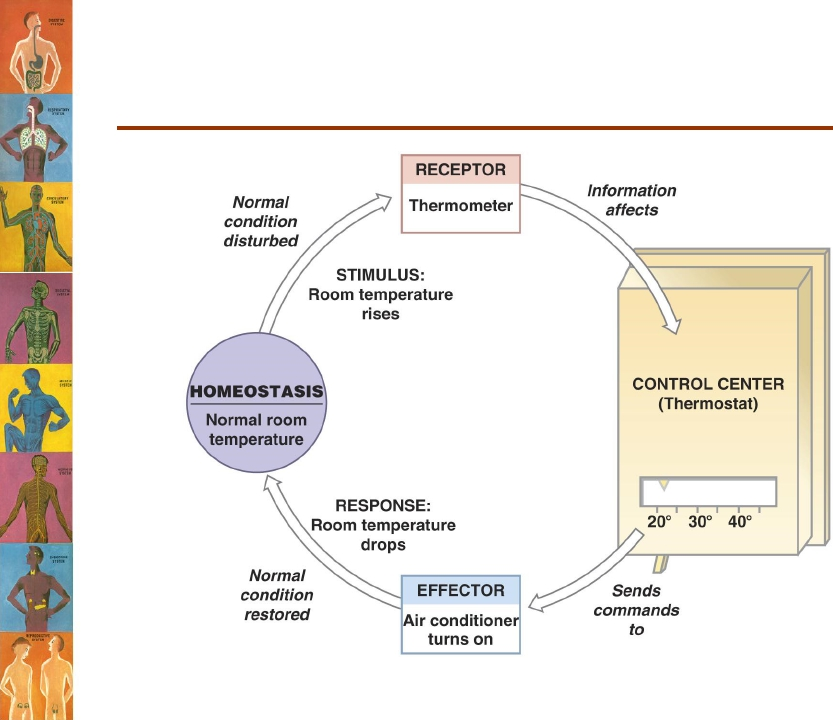 RECEPTOR
Thermometer
Information
affects
Normal
condition
disturbed
STIMULUS:
Room temperature
rises
HOMEOSTASIS
Normal room
temperature
CONTROL CENTER
(Thermostat)
20° 30° 40°
RESPONSE:
Room temperature
drops
Normal
condition
restored
EFFECTOR
Air conditioner
turns on
Sends
commands
to